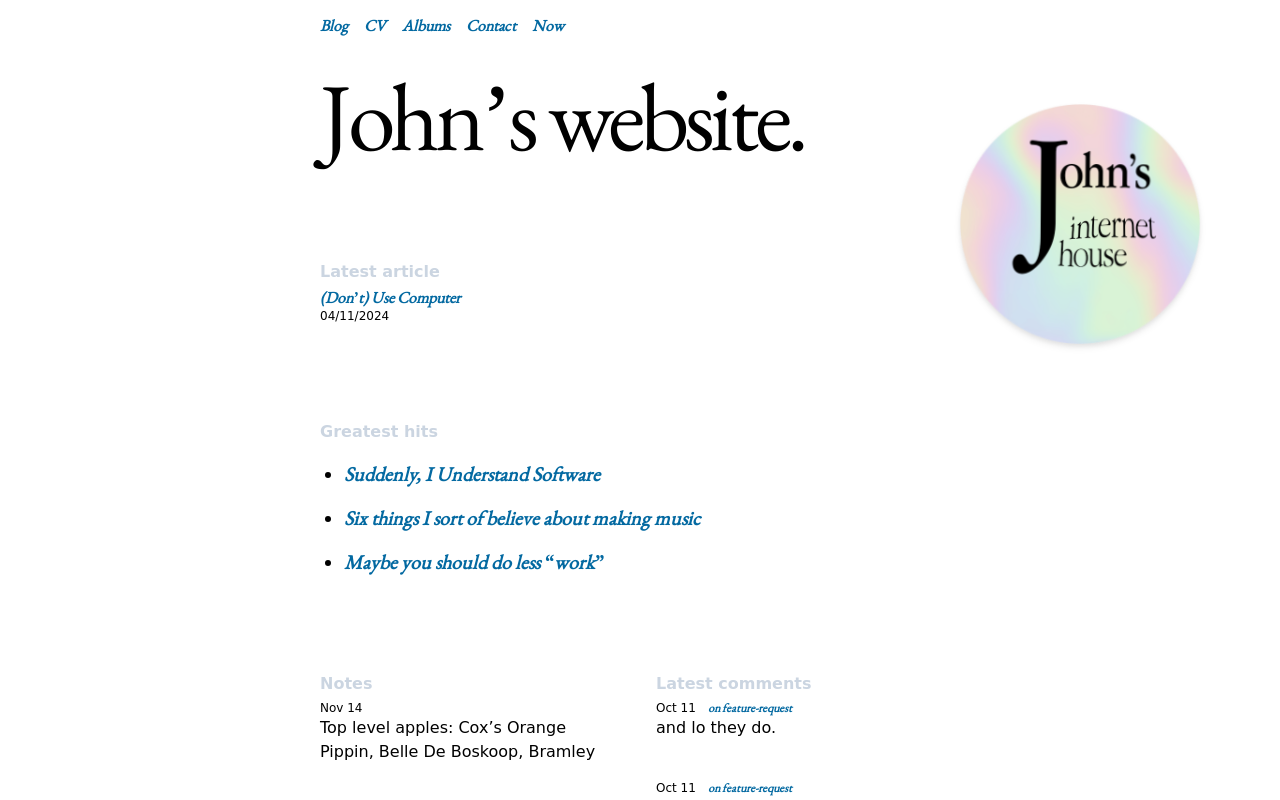 Blog CV Albums Contact Now
John’s website.
John's
internet
house
Latest article
(Don’t) Use Computer
04/11/2024
Greatest hits
Suddenly, I Understand Software
Six things I sort of believe about making music
Maybe you should do less “work”
Notes
Nov 14
Top level apples: Cox’s Orange
Pippin, Belle De Boskoop, Bramley
Latest comments
Oct 11 on feature-request
and lo they do.
Oct 11 on feature-request